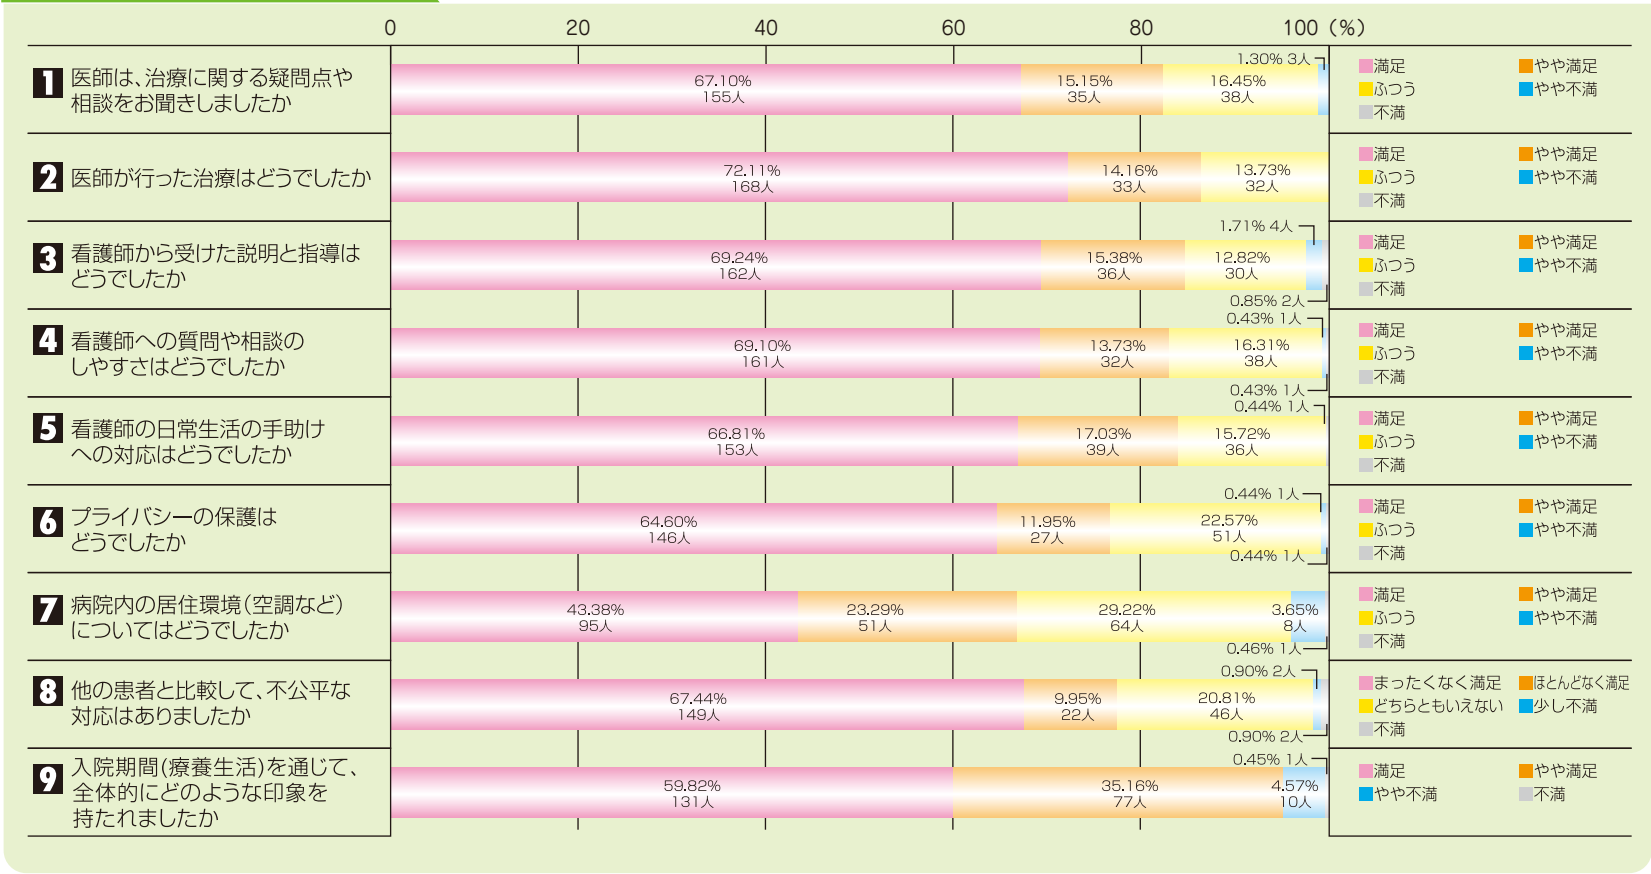 0 20 40 60 80 100 (%)
1 医師は、治療に関する疑問点や
相談をお聞きしましたか
67.10% 15.15% 16.45% 1.30% 3人
155人 35人 38人
満足 やや満足
ふつう やや不満
不満
2 医師が行った治療はどうでしたか
72.11% 14.16% 13.73%
168人 33人 32人
満足 やや満足
ふつう やや不満
不満
3 看護師から受けた説明と指導は
どうでしたか
1.71% 4人
69.24% 15.38% 12.82%
162人 36人 30人
0.85% 2人
満足 やや満足
ふつう やや不満
不満
4 看護師への質問や相談の
しやすさはどうでしたか
0.43% 1人
69.10% 13.73% 16.31%
161人 32人 38人
0.43% 1人
満足 やや満足
ふつう やや不満
不満
5 看護師の日常生活の手助け
への対応はどうでしたか
0.44% 1人
66.81% 17.03% 15.72%
153人 39人 36人
満足 やや満足
ふつう やや不満
不満
6 プライバシーの保護は
どうでしたか
0.44% 1人
64.60% 11.95% 22.57%
146人 27人 51人
0.44% 1人
満足 やや満足
ふつう やや不満
不満
7 病院内の居住環境(空調など)
についてはどうでしたか
43.38% 23.29% 29.22% 3.65%
95人 51人 64人 8人
0.46% 1人
満足 やや満足
ふつう やや不満
不満
8 他の患者と比較して、不公平な
対応はありましたか
0.90% 2人
67.44% 9.95% 20.81%
149人 22人 46人
0.90% 2人
まったくなく満足 ほとんどなく満足
どちらともいえない 少し不満
不満
9 入院期間(療養生活)を通じて、
全体的にどのような印象を
持たれましたか
0.45% 1人
59.82% 35.16% 4.57%
131人 77人 10人
満足 やや満足
やや不満 不満